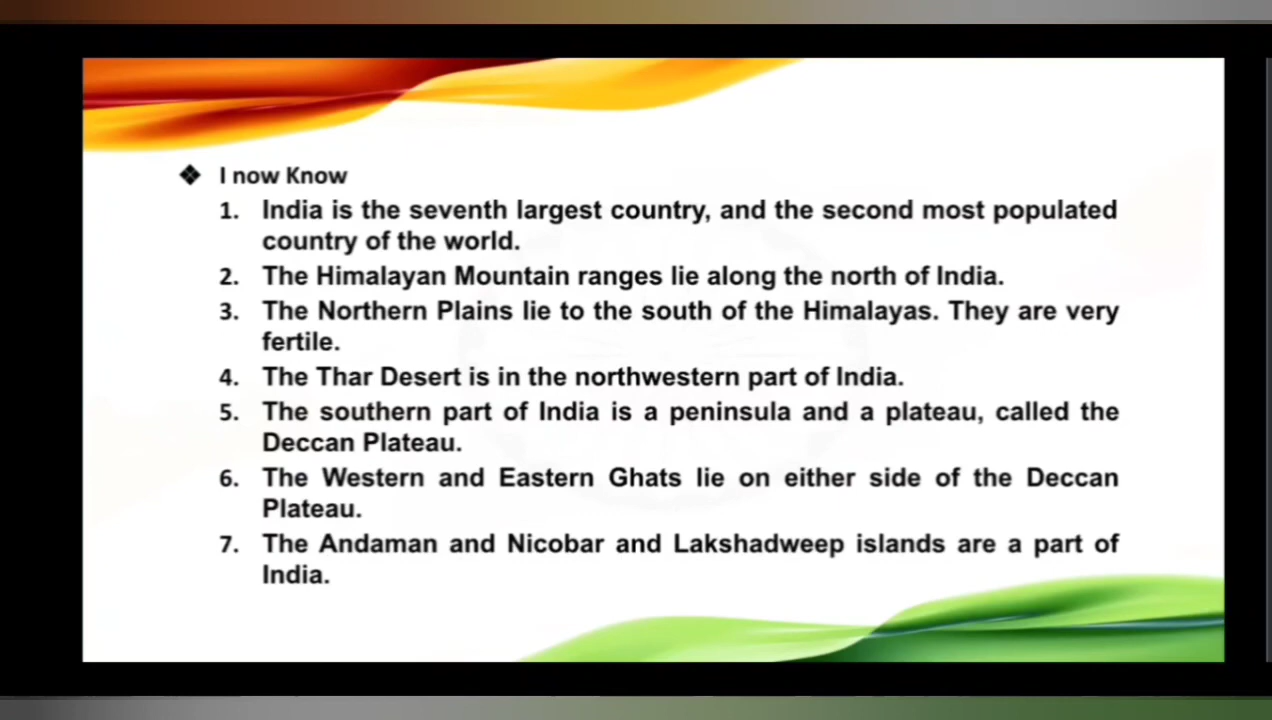 ❖ I now Know
1. India is the seventh largest country, and the second most populated
country of the world.
2. The Himalayan Mountain ranges lie along the north of India.
3. The Northern Plains lie to the south of the Himalayas. They are very
fertile.
4. The Thar Desert is in the northwestern part of India.
5. The southern part of India is a peninsula and a plateau, called the
Deccan Plateau.
6. The Western and Eastern Ghats lie on either side of the Deccan
Plateau.
7. The Andaman and Nicobar and Lakshadweep islands are a part of
India.